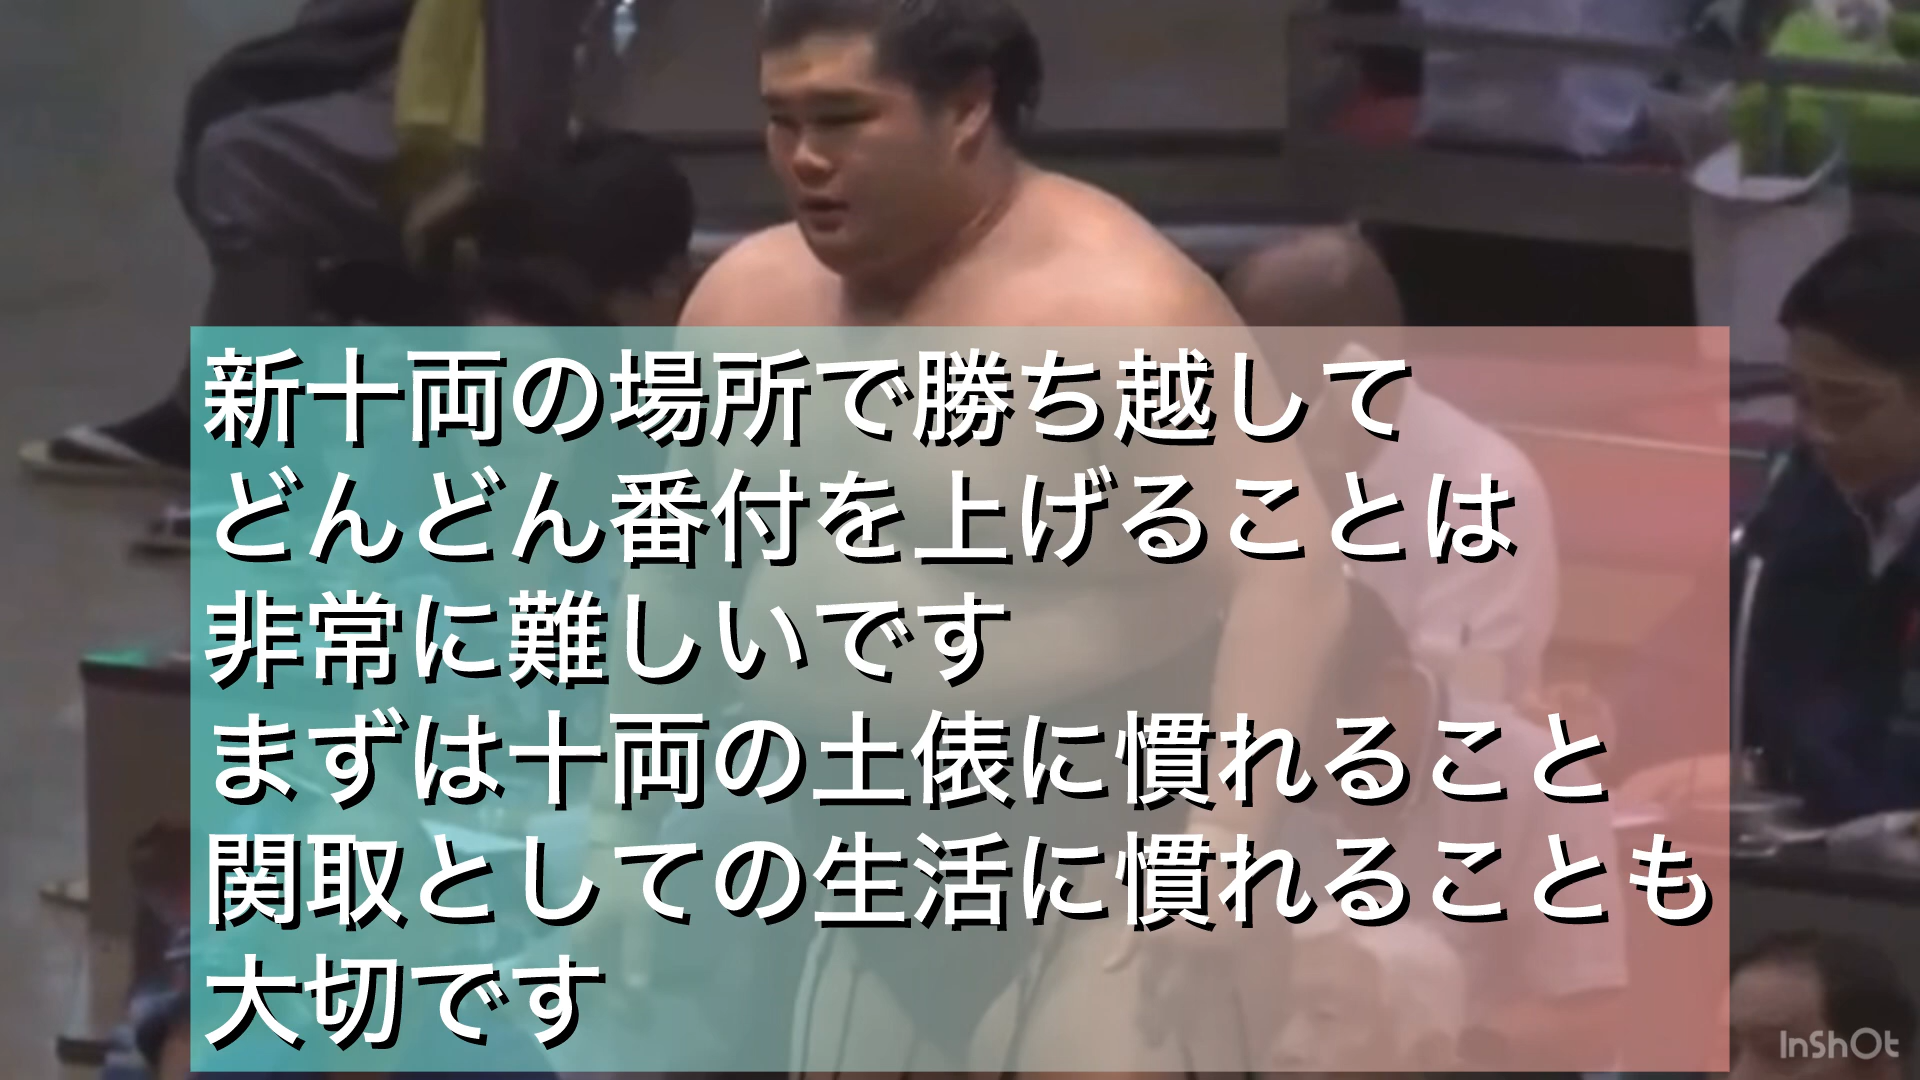 新十両の場所で勝ち越して
どんどん番付を上げることは
非常に難しいです
まずは十両の土俵に慣れること
関取としての生活に慣れることも
大切です
InShOt